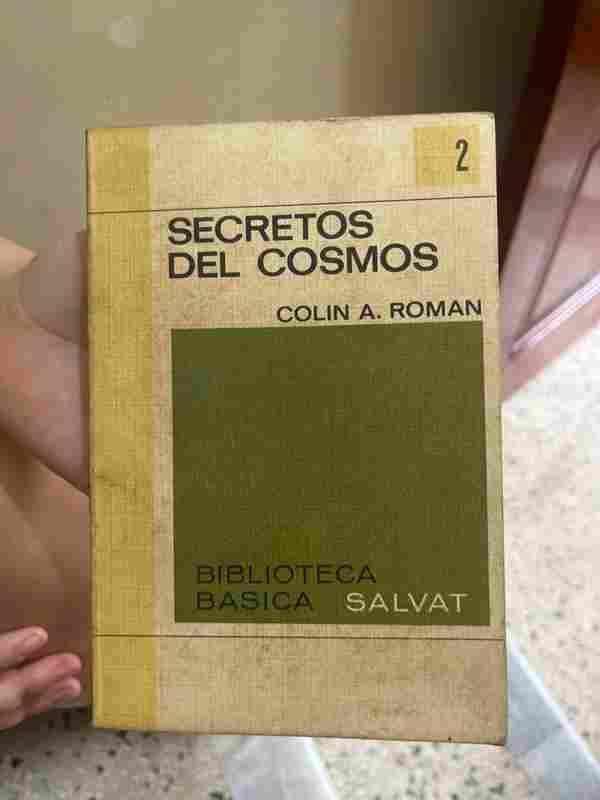 2
SECRETOS
DEL COSMOS
COLIN A. ROMAN
BIBLIOTECA
BASICA SALVAT